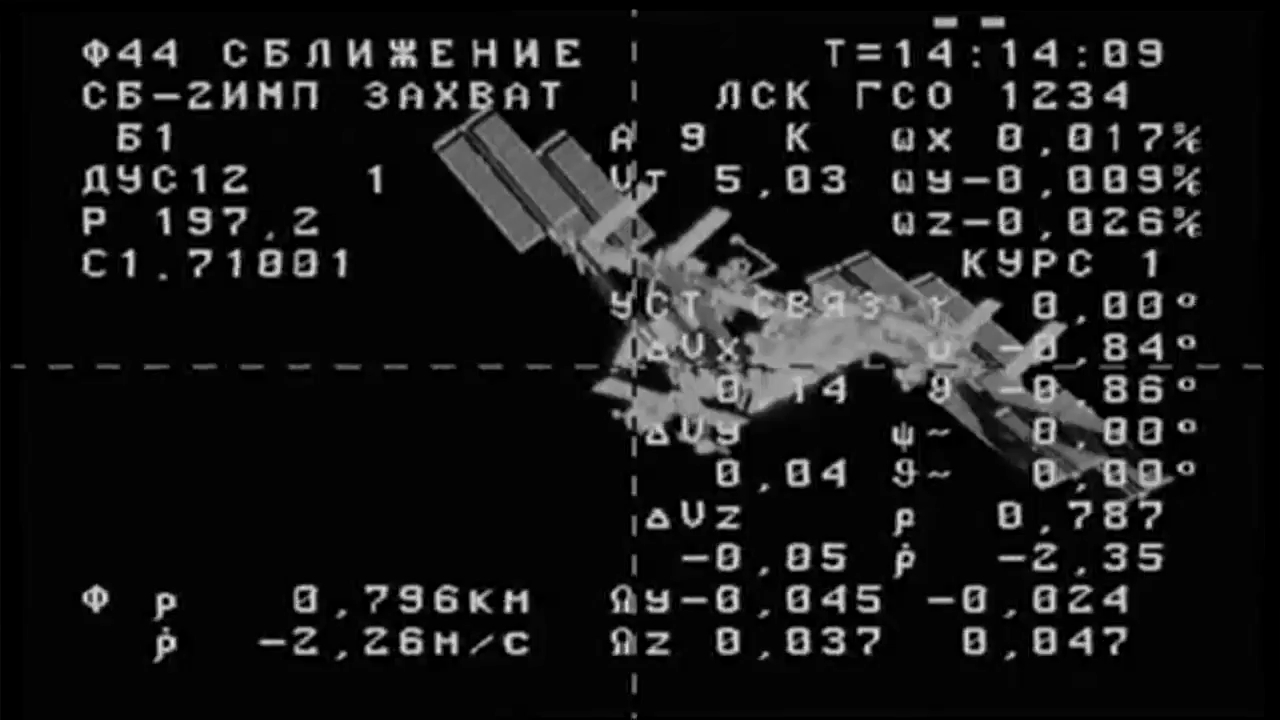 Ф44 СБЛИЖЕНИЕ Т=14:14:09
СБ-2ИМП ЗАХВАТ ЛСК ГСО 1234
Б1 А 9 К ωx 0,017°/с
ДУС12 1 Vт 5,03 ωy-0,009°/с
Р 197,2 ωz-0,026°/с
С1.71001 КУРС 1
УСТ СВЯЗ γ 0,00°
ΔVx υ -0,84°
0,14 ϑ -0,86°
ΔVy ψ~ 0,00°
0,04 ϑ~ 0,00°
ΔVz ρ 0,787
-0,05 ρ̇ -2,35
Ф ρ 0,796км Ωy-0,045 -0,024
ρ̇ -2,26м/с Ωz 0,037 0,047